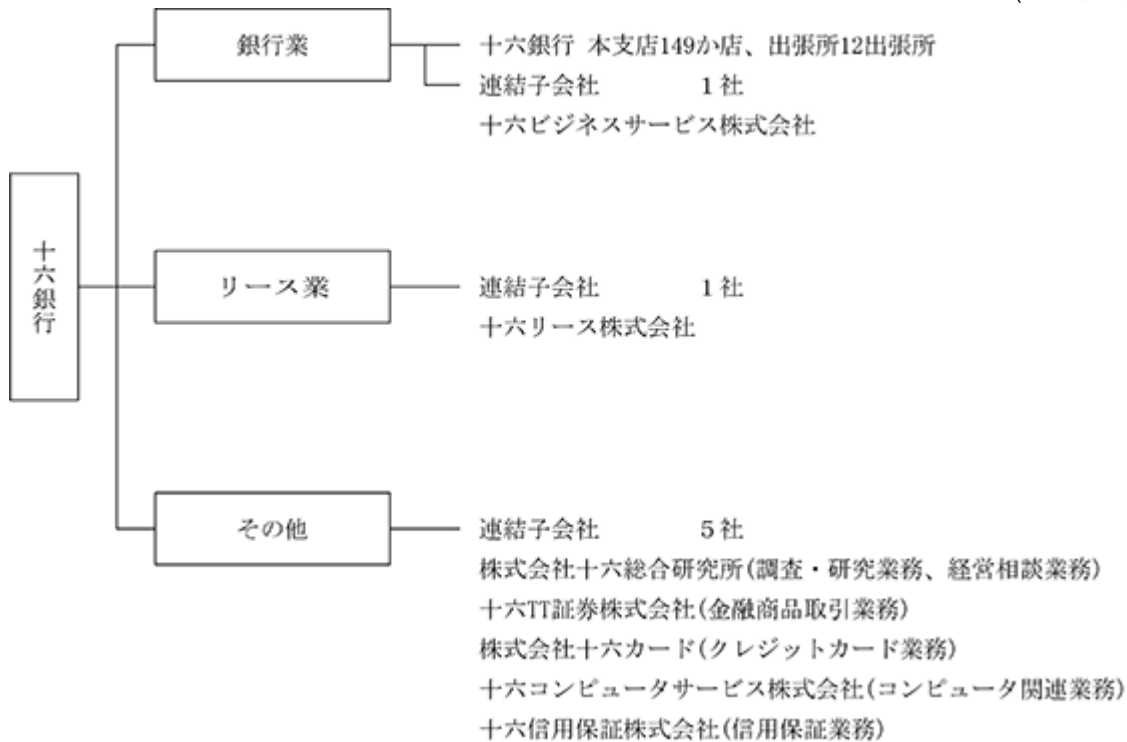 銀行業
十六銀行 本支店149か店、出張所12出張所
連結子会社 1社
十六ビジネスサービス株式会社
十六銀行
リース業
連結子会社 1社
十六リース株式会社
その他
連結子会社 5社
株式会社十六総合研究所(調査・研究業務、経営相談業務)
十六TT証券株式会社(金融商品取引業務)
株式会社十六カード(クレジットカード業務)
十六コンピュータサービス株式会社(コンピュータ関連業務)
十六信用保証株式会社(信用保証業務)